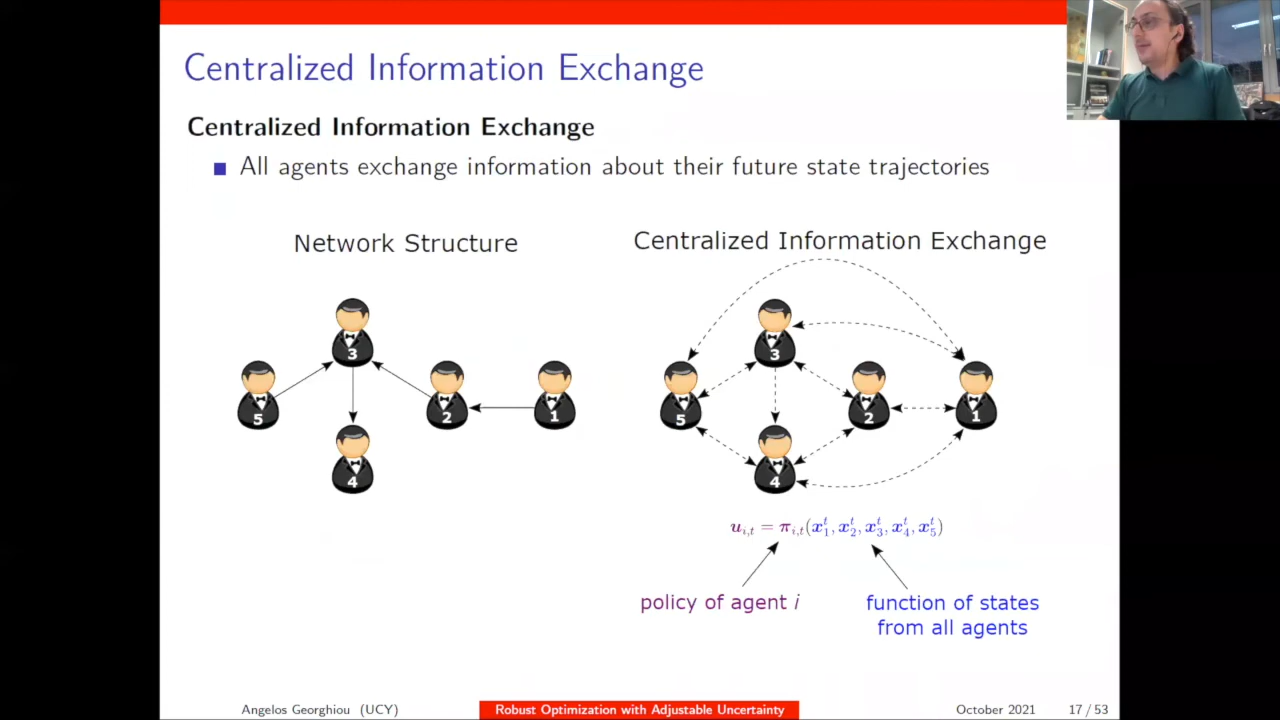 Centralized Information Exchange
Centralized Information Exchange
All agents exchange information about their future state trajectories
Network Structure
3
5
2
1
4
Centralized Information Exchange
3
5
2
1
4
u_{i,t} = π_{i,t}(x_1^t, x_2^t, x_3^t, x_4^t, x_5^t)
policy of agent i
function of states
from all agents
Angelos Georghiou (UCY)
Robust Optimization with Adjustable Uncertainty
October 2021
17 / 53